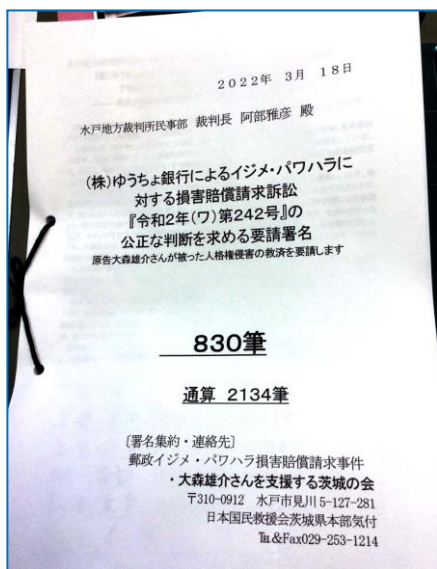 2022年 3月 18日
水戸地方裁判所民事部 裁判長 阿部雅彦 殿
(株)ゆうちょ銀行によるイジメ・パワハラに
対する損害賠償請求訴訟
『令和2年(ワ)第242号』の
公正な判断を求める要請署名
原告大森雄介さんが被った人格権侵害の救済を要請します
830筆
通算 2134筆
〔署名集約・連絡先〕
郵政イジメ・パワハラ損害賠償請求事件
・大森雄介さんを支援する茨城の会
〒310-0912 水戸市見川5-127-281
日本国民救援会茨城県本部気付
℡&Fax029-253-1214